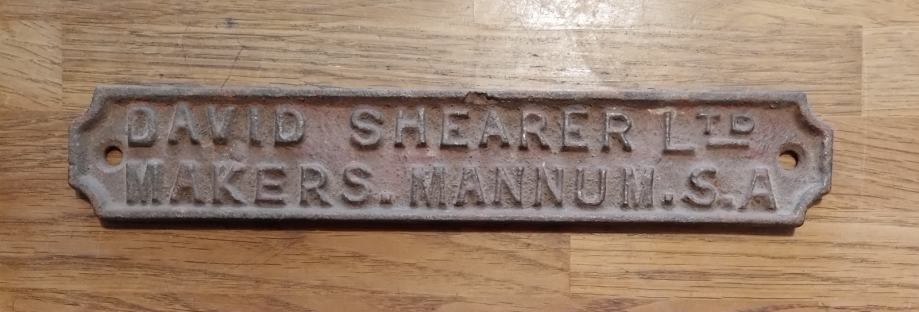 DAVID SHEARER LTD
MAKERS. MANNUM. S. A